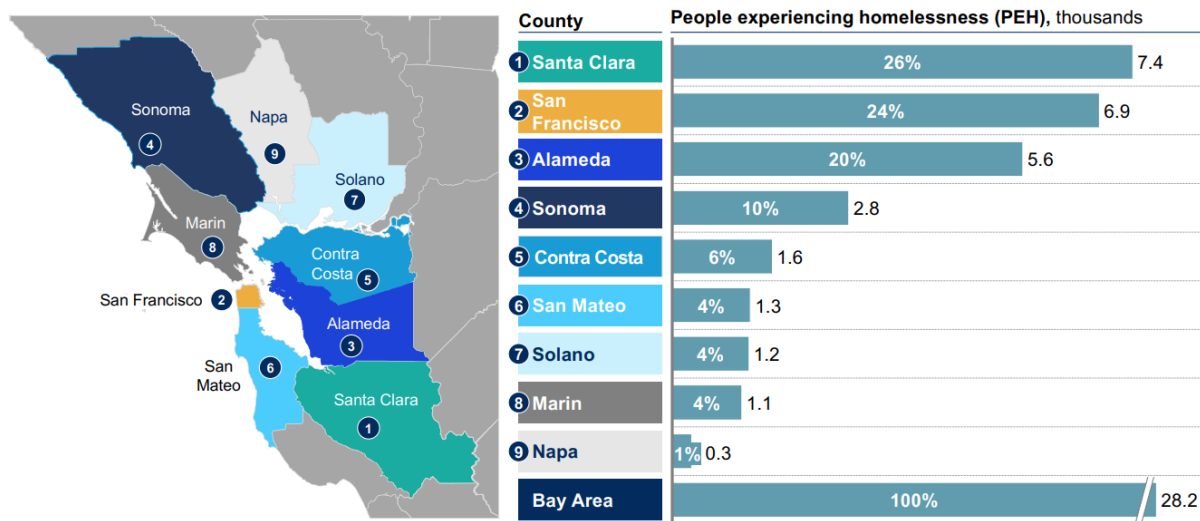 Sonoma
4
Napa
9
Solano
7
Marin
8
Contra
Costa
5
San Francisco
2
Alameda
3
San
Mateo
6
Santa Clara
1
County
People experiencing homelessness (PEH), thousands
1 Santa Clara
26%
7.4
2 San
Francisco
24%
6.9
3 Alameda
20%
5.6
4 Sonoma
10%
2.8
5 Contra Costa
6%
1.6
6 San Mateo
4%
1.3
7 Solano
4%
1.2
8 Marin
4%
1.1
9 Napa
1%
0.3
Bay Area
100%
28.2